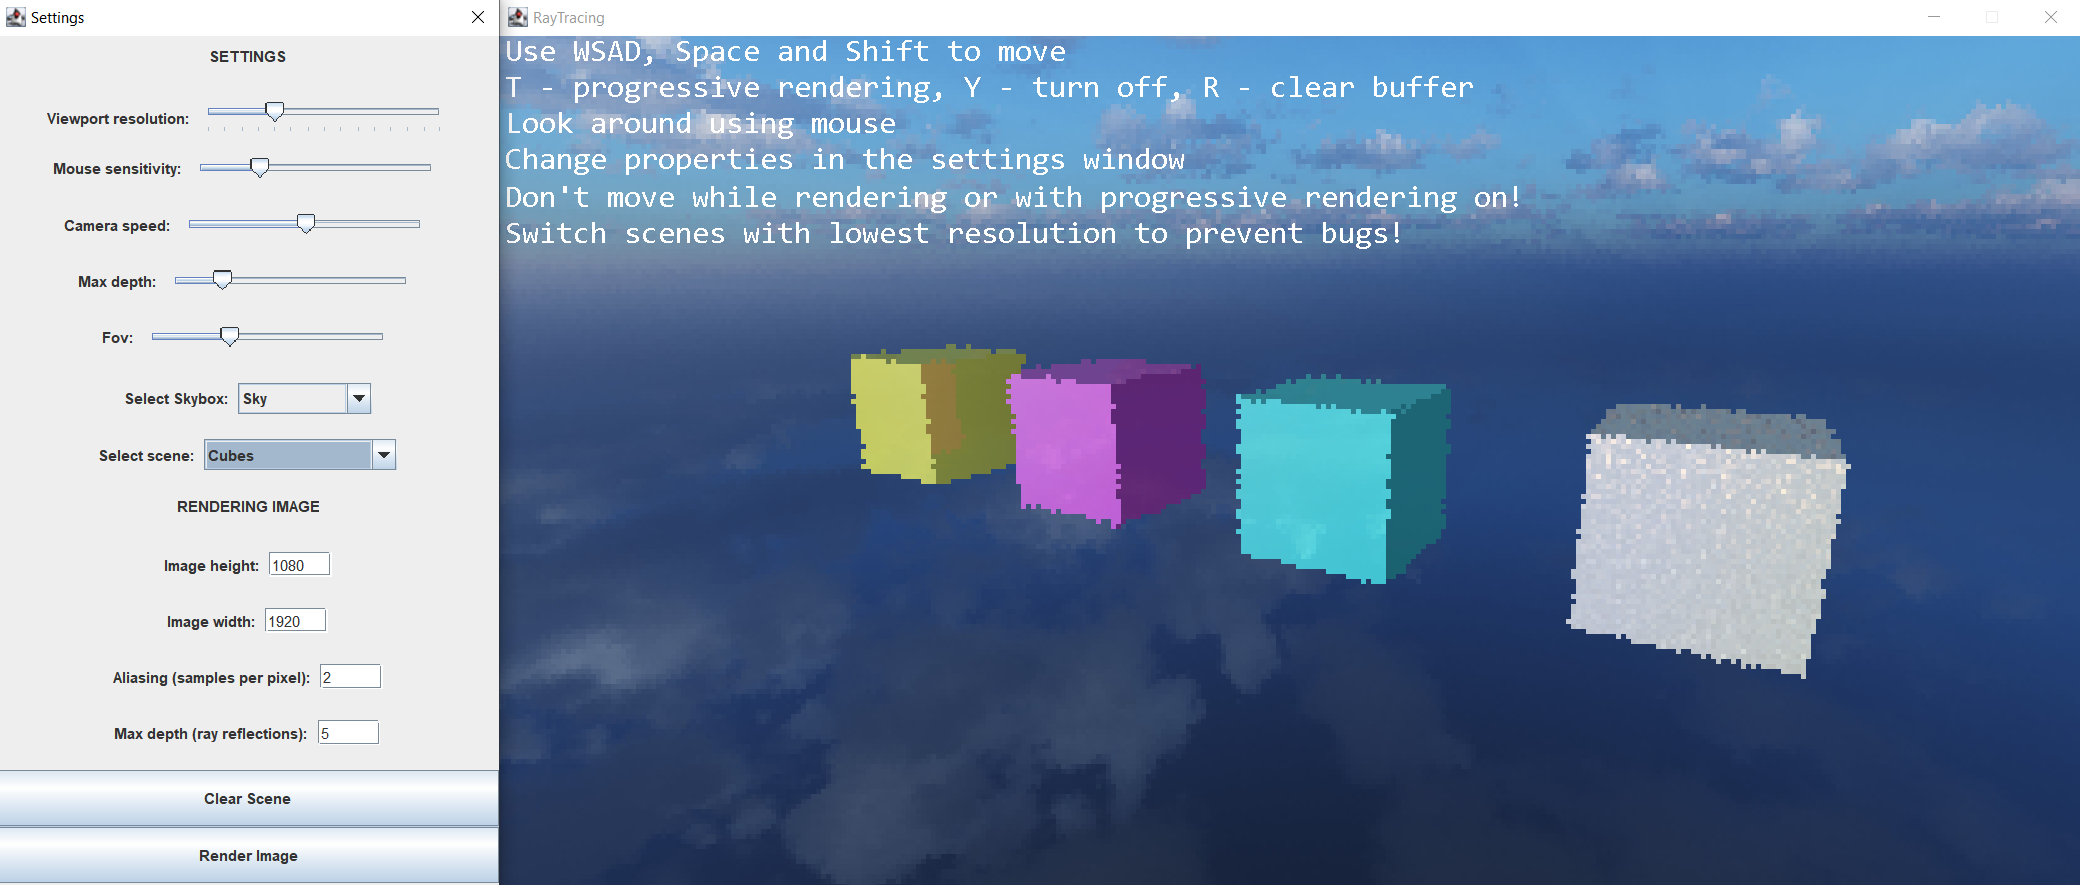 Settings
SETTINGS
Viewport resolution:
Mouse sensitivity:
Camera speed:
Max depth:
Fov:
Select Skybox: Sky
Select scene: Cubes
RENDERING IMAGE
Image height: 1080
Image width: 1920
Aliasing (samples per pixel): 2
Max depth (ray reflections): 5
Clear Scene
Render Image
RayTracing
Use WSAD, Space and Shift to move
T - progressive rendering, Y - turn off, R - clear buffer
Look around using mouse
Change properties in the settings window
Don't move while rendering or with progressive rendering on!
Switch scenes with lowest resolution to prevent bugs!